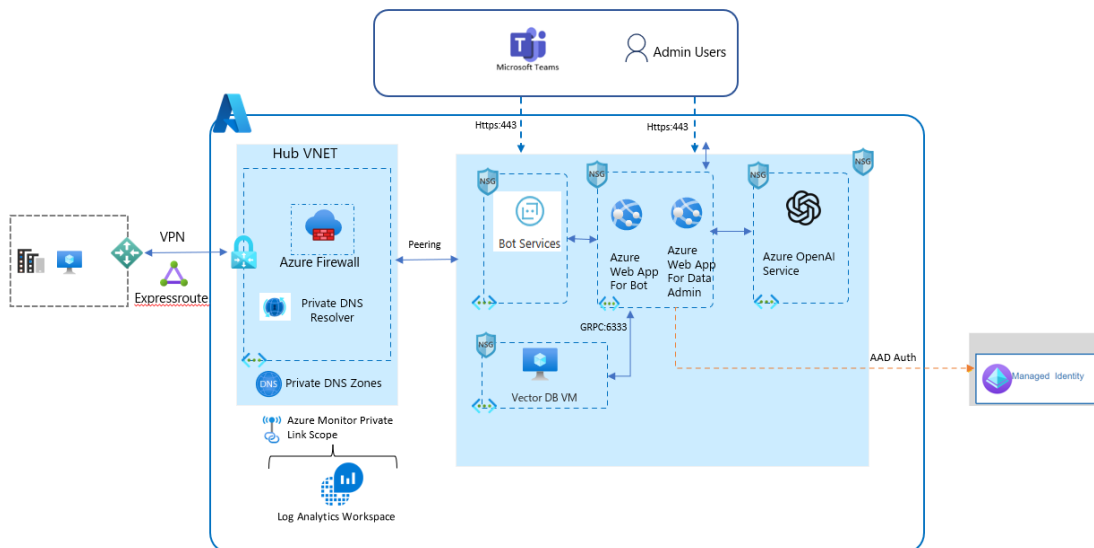 Microsoft Teams
Admin Users
Https:443
Https:443
Hub VNET
NSG
NSG
NSG
NSG
VPN
Expressroute
Azure Firewall
Private DNS
Resolver
DNS
Private DNS Zones
Peering
Bot Services
Azure
Web App
For Bot
Azure
Web App
For Data
Admin
Azure OpenAI
Service
GRPC:6333
NSG
Vector DB VM
AAD Auth
Managed Identity
Azure Monitor Private
Link Scope
Log Analytics Workspace